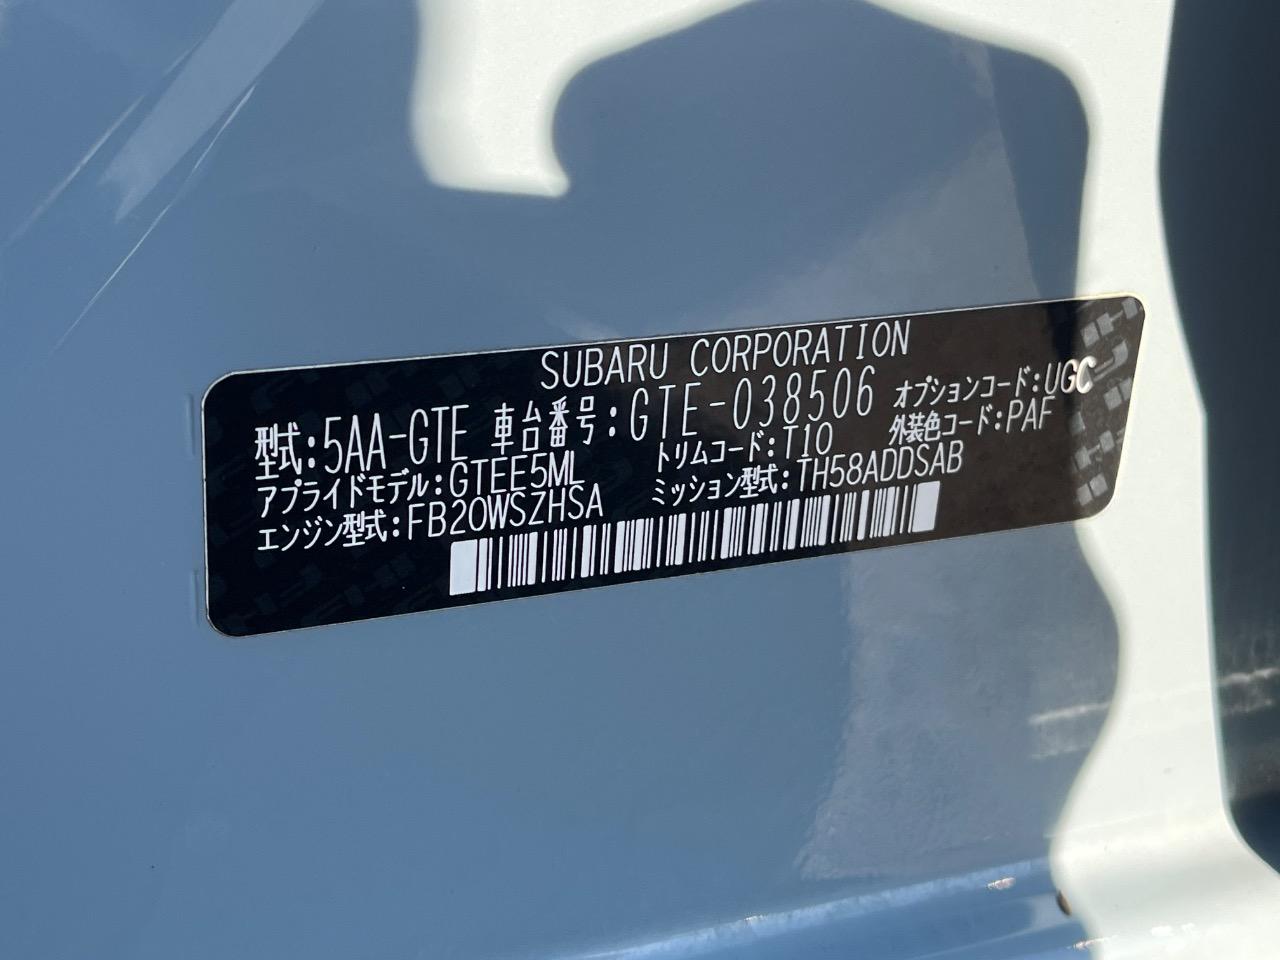 SUBARU CORPORATION
型式:5AA-GTE 車台番号:GTE-038506 オプションコード:UGC
アプライドモデル:GTEE5ML トリムコード:T10 外装色コード:PAF
エンジン型式:FB20WSZHSA ミッション型式:TH58ADDSAB